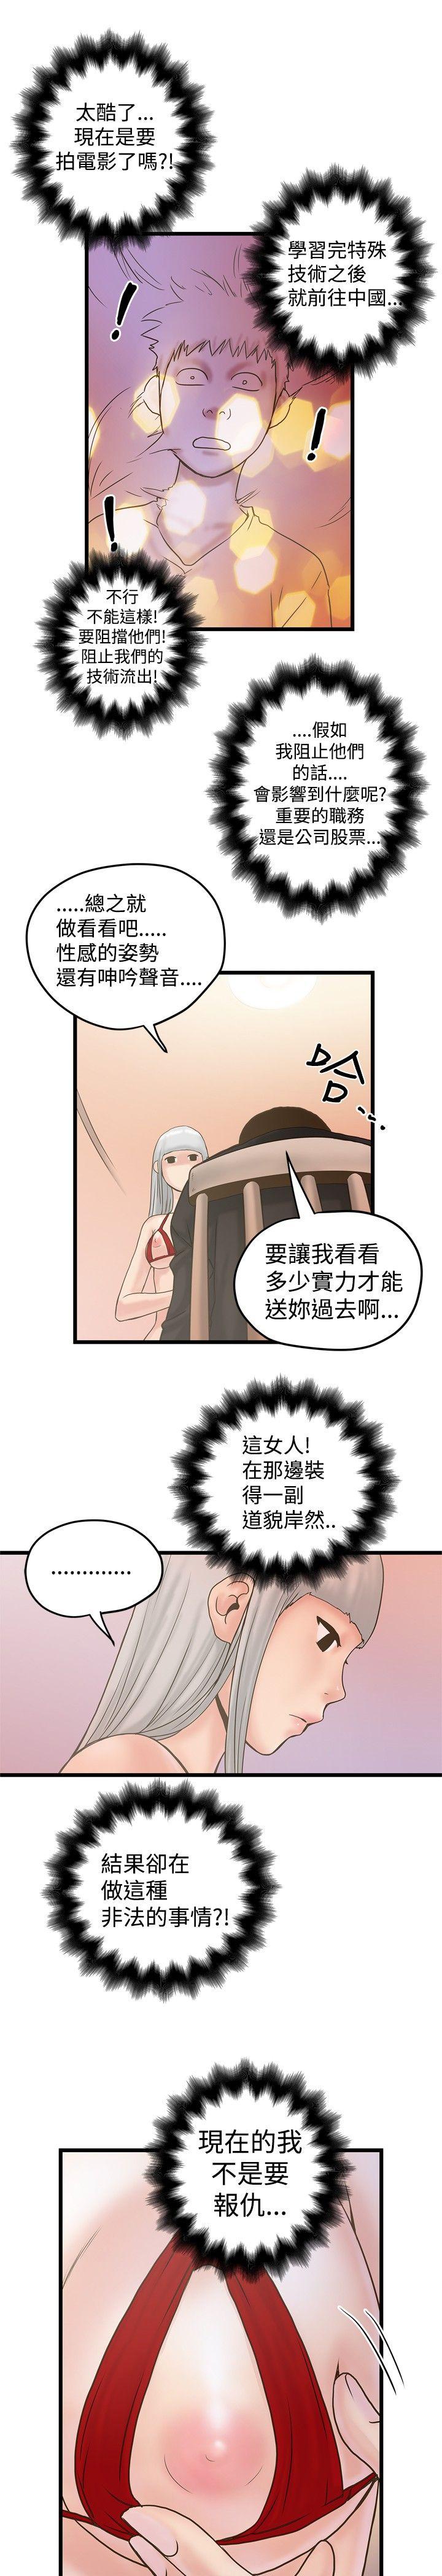 太酷了...
現在是要
拍電影了嗎?!
學習完特殊
技術之後
就前往中國...
不行
不能這樣!
要阻擋他們!
阻止我們的
技術流出!
....假如
我阻止他們
的話....
會影響到什麼呢?
重要的職務
還是公司股票...
.....總之就
做看看吧.....
性感的姿勢
還有呻吟聲音....
哈...
要讓我看看
多少實力才能
送妳過去啊...
這女人!
在那邊裝
得一副
道貌岸然..
.............
結果卻在
做這種
非法的事情?!
現在的我
不是要
報仇...